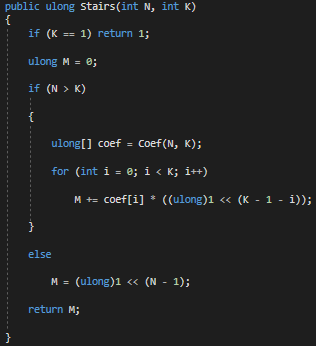 public ulong Stairs(int N, int K)
{
if (K == 1) return 1;
ulong M = 0;
if (N > K)
{
ulong[] coef = Coef(N, K);
for (int i = 0; i < K; i++)
M += coef[i] * ((ulong)1 << (K - 1 - i));
}
else
M = (ulong)1 << (N - 1);
return M;
}